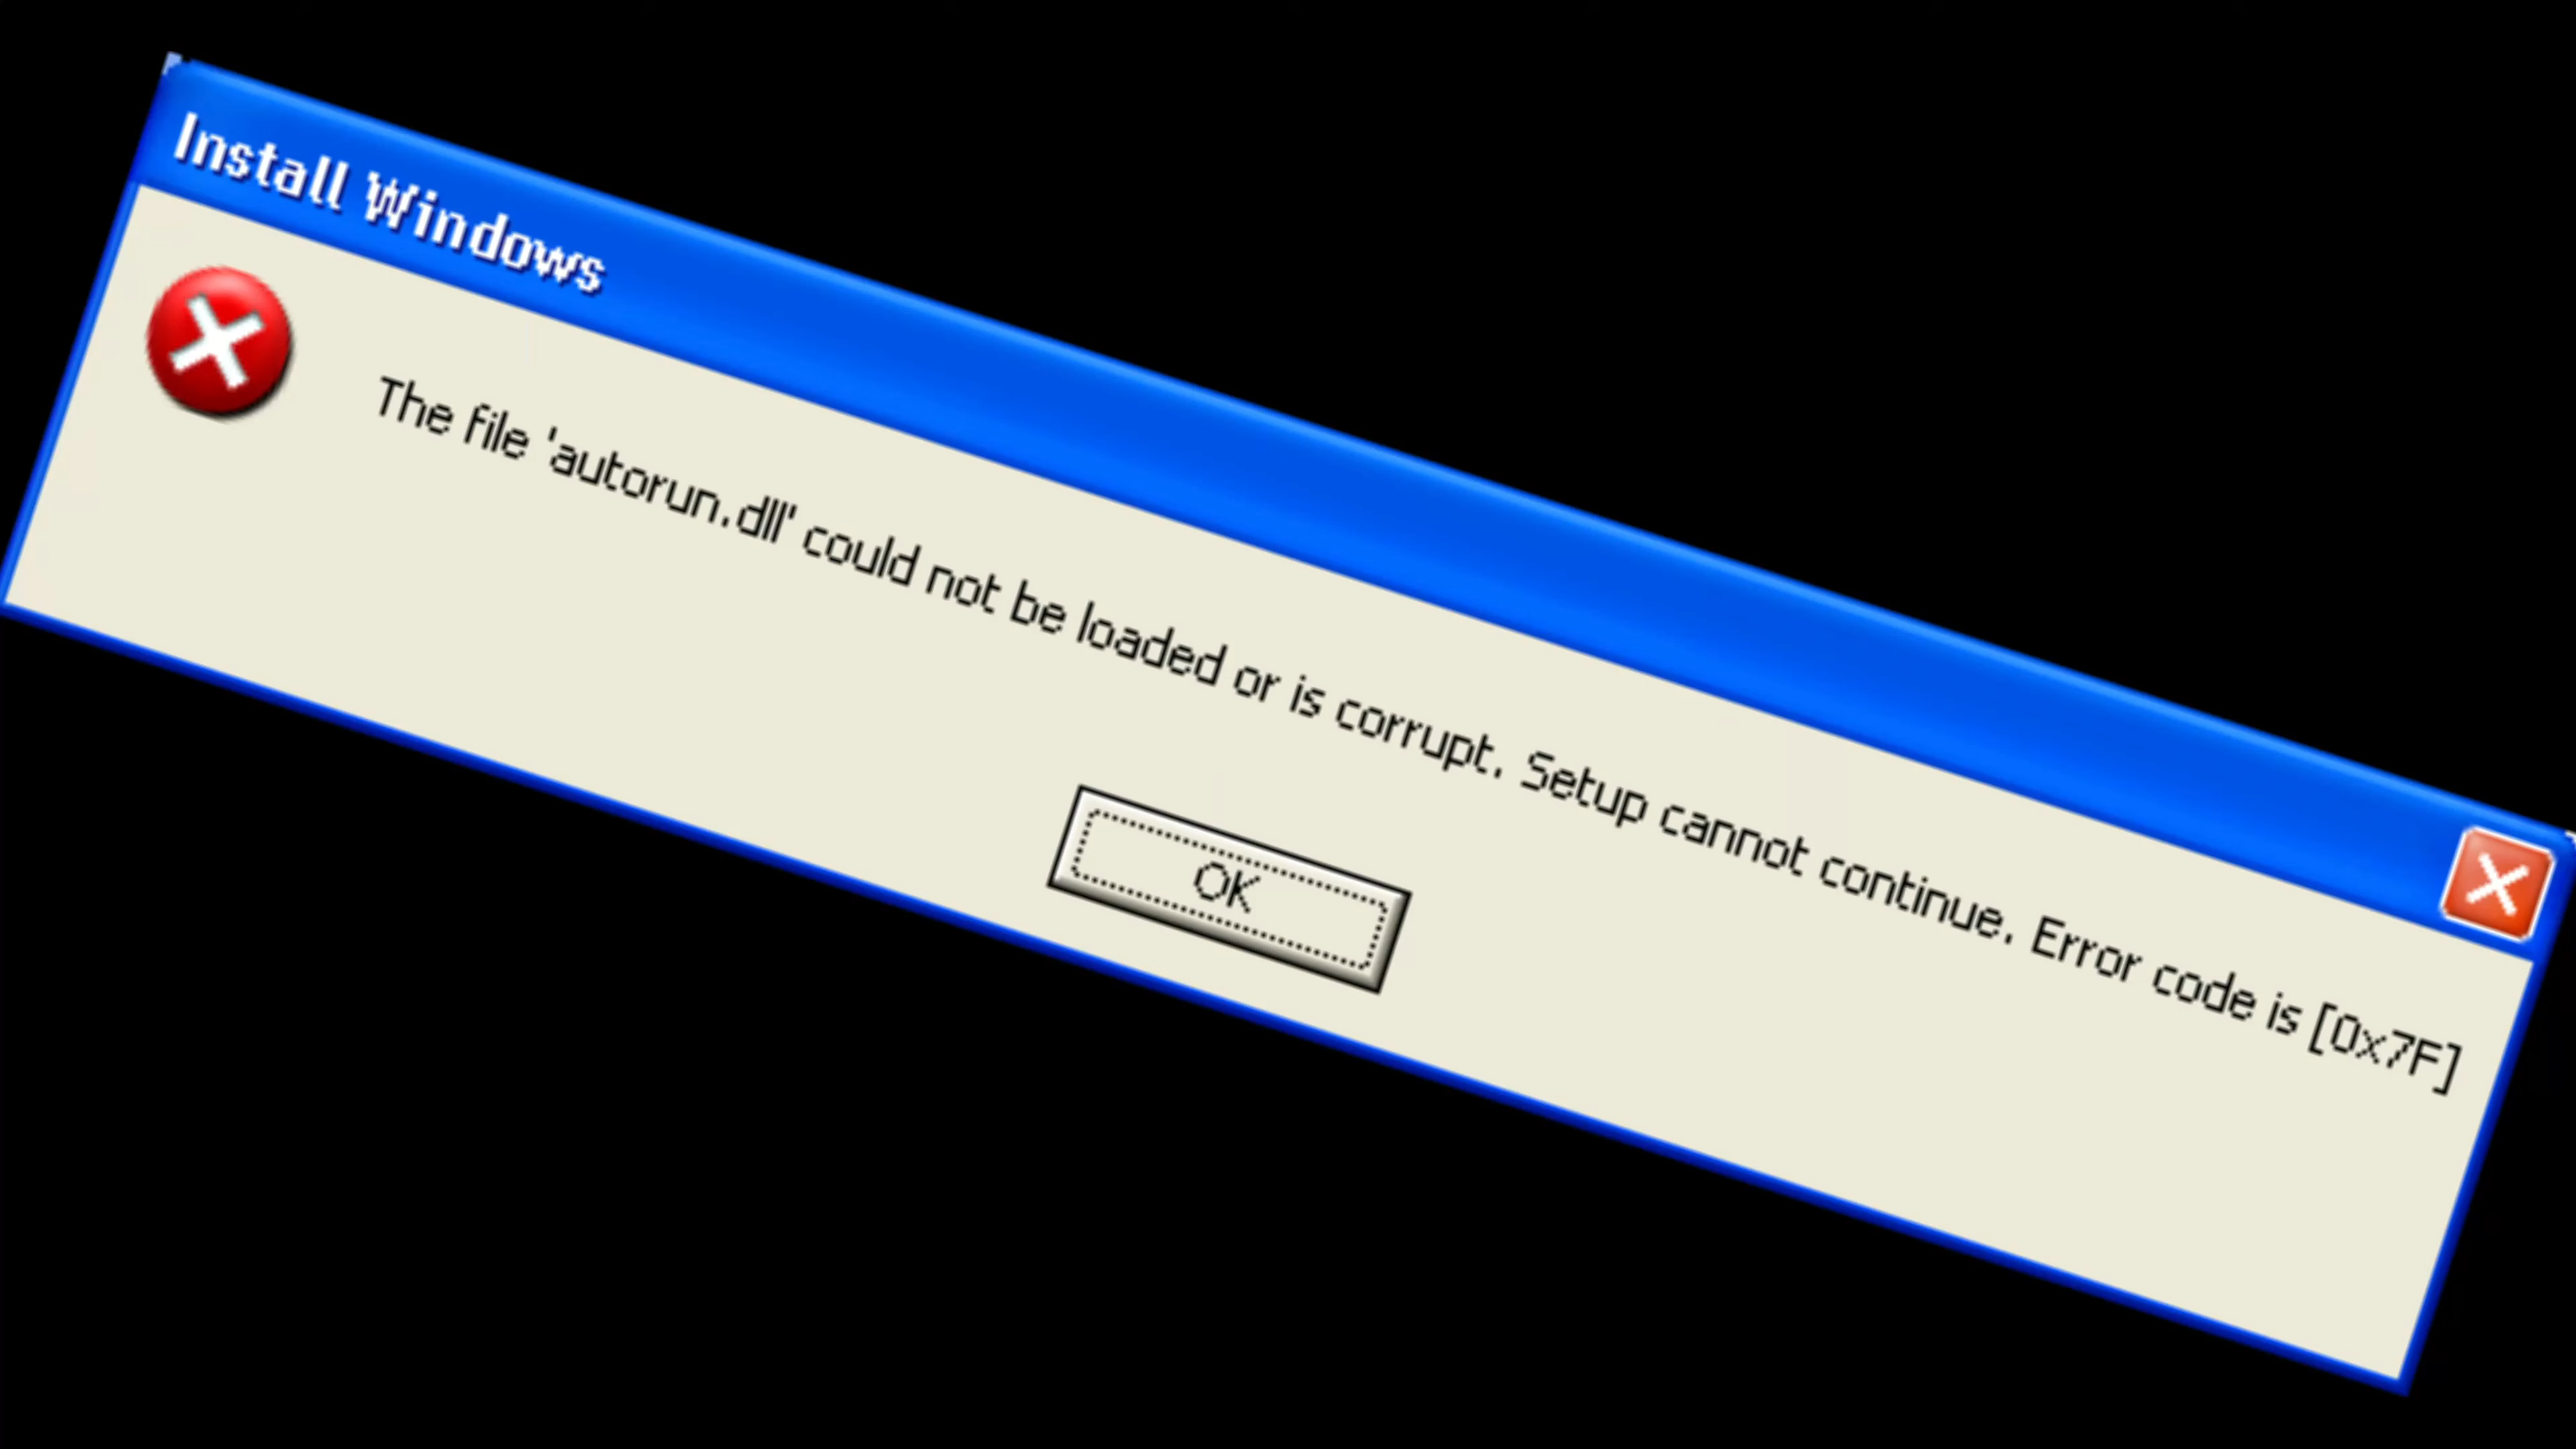 Install Windows
The file 'autorun.dll' could not be loaded or is corrupt. Setup cannot continue. Error code is [0x7F]
OK